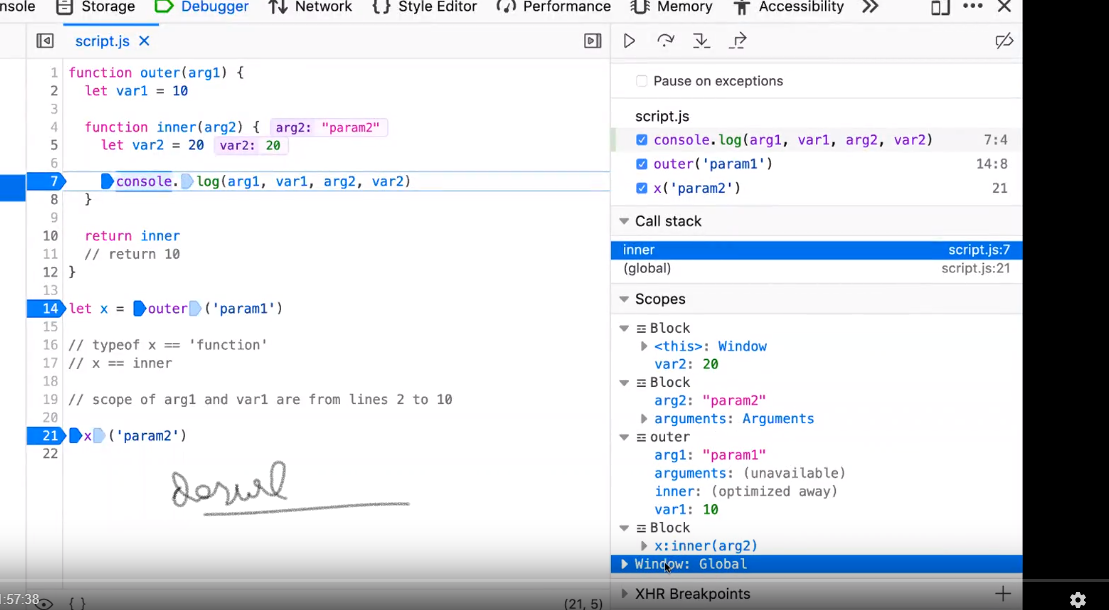 nsole Storage Debugger Network Style Editor Performance Memory Accessibility
script.js
1 function outer(arg1) {
2 let var1 = 10
3
4 function inner(arg2) { arg2: "param2"
5 let var2 = 20 var2: 20
6
7 console.log(arg1, var1, arg2, var2)
8 }
9
10 return inner
11 // return 10
12 }
13
14 let x = outer('param1')
15
16 // typeof x == 'function'
17 // x == inner
18
19 // scope of arg1 and var1 are from lines 2 to 10
20
21 x('param2')
22
1:57:38
{ } (21, 5)
Pause on exceptions
script.js
console.log(arg1, var1, arg2, var2) 7:4
outer('param1') 14:8
x('param2') 21
Call stack
inner script.js:7
(global) script.js:21
Scopes
Block
<this>: Window
var2: 20
Block
arg2: "param2"
arguments: Arguments
outer
arg1: "param1"
arguments: (unavailable)
inner: (optimized away)
var1: 10
Block
x:inner(arg2)
Window: Global
XHR Breakpoints